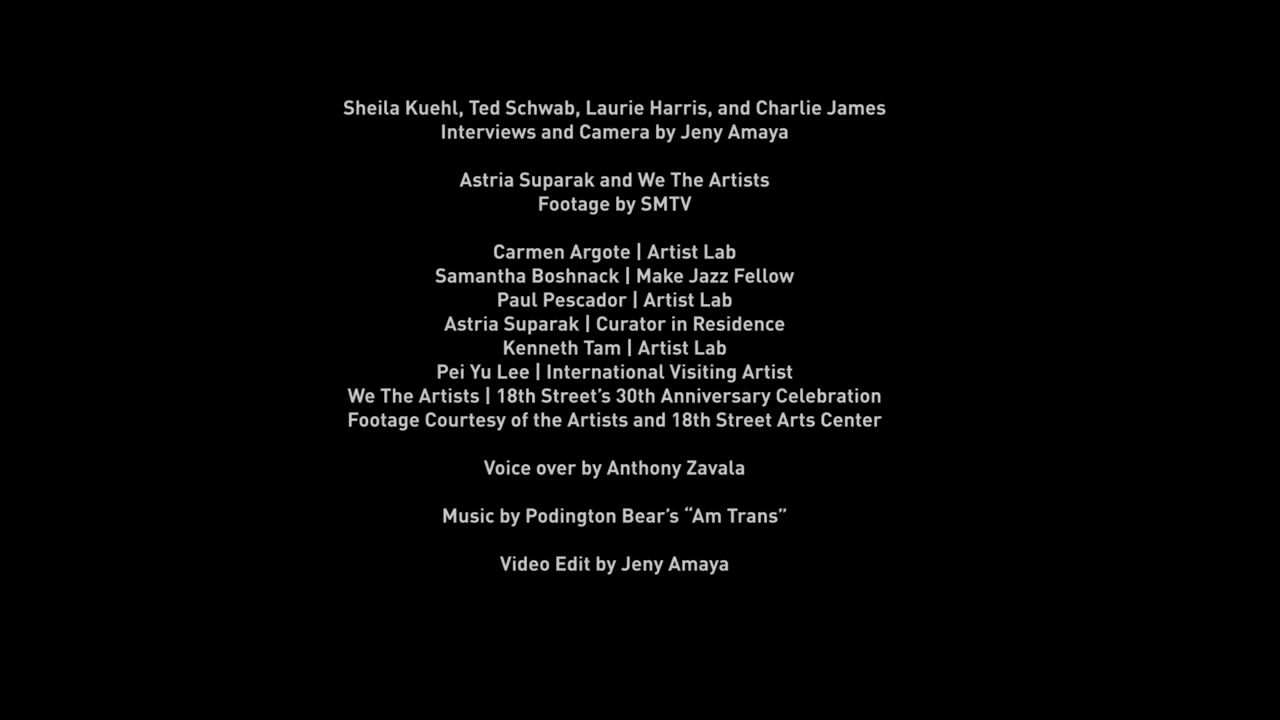 Sheila Kuehl, Ted Schwab, Laurie Harris, and Charlie James
Interviews and Camera by Jeny Amaya
Astria Suparak and We The Artists
Footage by SMTV
Carmen Argote | Artist Lab
Samantha Boshnack | Make Jazz Fellow
Paul Pescador | Artist Lab
Astria Suparak | Curator in Residence
Kenneth Tam | Artist Lab
Pei Yu Lee | International Visiting Artist
We The Artists | 18th Street’s 30th Anniversary Celebration
Footage Courtesy of the Artists and 18th Street Arts Center
Voice over by Anthony Zavala
Music by Podington Bear’s “Am Trans”
Video Edit by Jeny Amaya